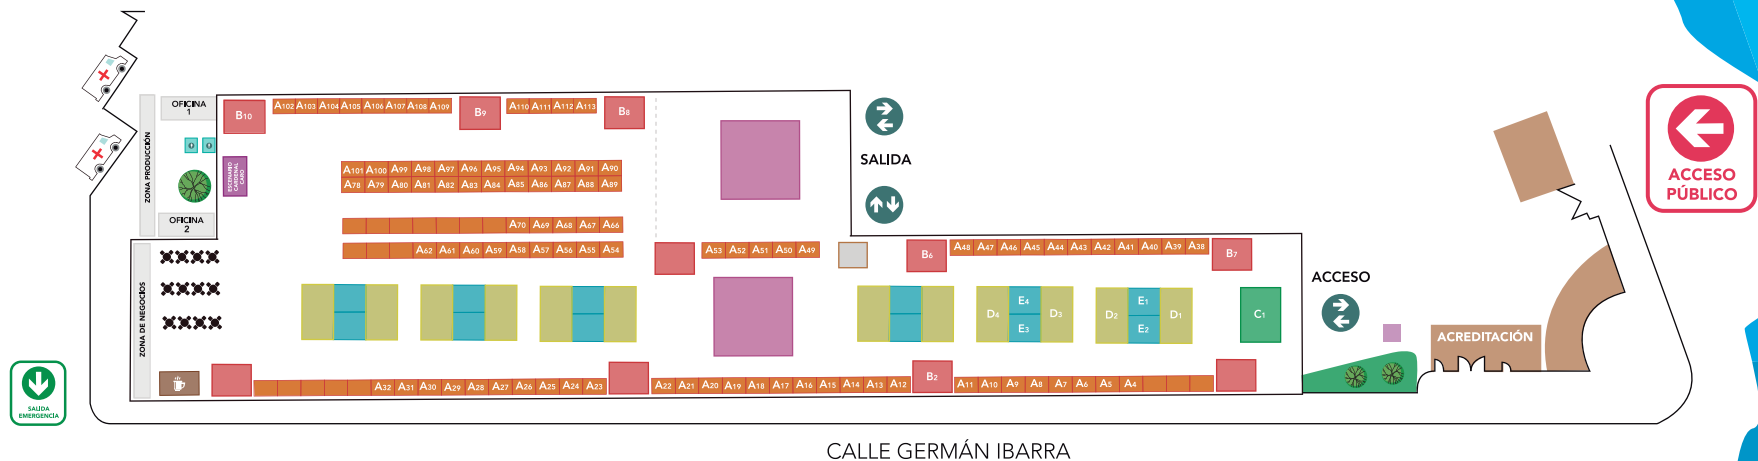 OFICINA
1
ZONA PRODUCCIÓN
ESCENARIO
CARDENAL
CARO
OFICINA
2
ZONA DE NEGOCIOS
B10
A102 A103 A104 A105 A106 A107 A108 A109
B9
A110 A111 A112 A113
B8
A101 A100 A99 A98 A97 A96 A95 A94 A93 A92 A91 A90
A78 A79 A80 A81 A82 A83 A84 A85 A86 A87 A88 A89
A70 A69 A68 A67 A66
A62 A61 A60 A59 A58 A57 A56 A55 A54
A53 A52 A51 A50 A49
B6
A48 A47 A46 A45 A44 A43 A42 A41 A40 A39 A38
B7
SALIDA
ACCESO
D4
E4
E3
D3
D2
E1
E2
D1
C1
A32 A31 A30 A29 A28 A27 A26 A25 A24 A23
A22 A21 A20 A19 A18 A17 A16 A15 A14 A13 A12
B2
A11 A10 A9 A8 A7 A6 A5 A4
ACREDITACIÓN
ACCESO
PÚBLICO
SALIDA
EMERGENCIA
CALLE GERMÁN IBARRA